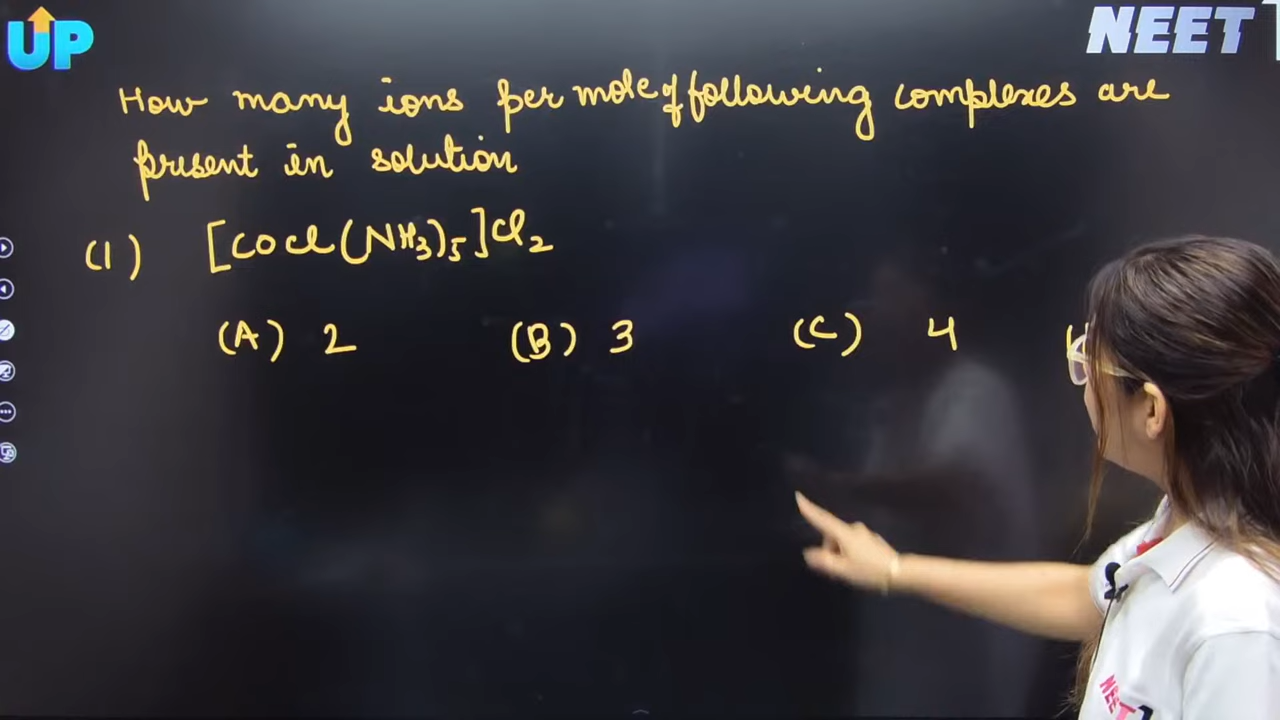 UP
NEET
How many ions per mole of following complexes are
present in solution
(1) [COCl(NH3)5]Cl2
(A) 2 (B) 3 (C) 4
NEET